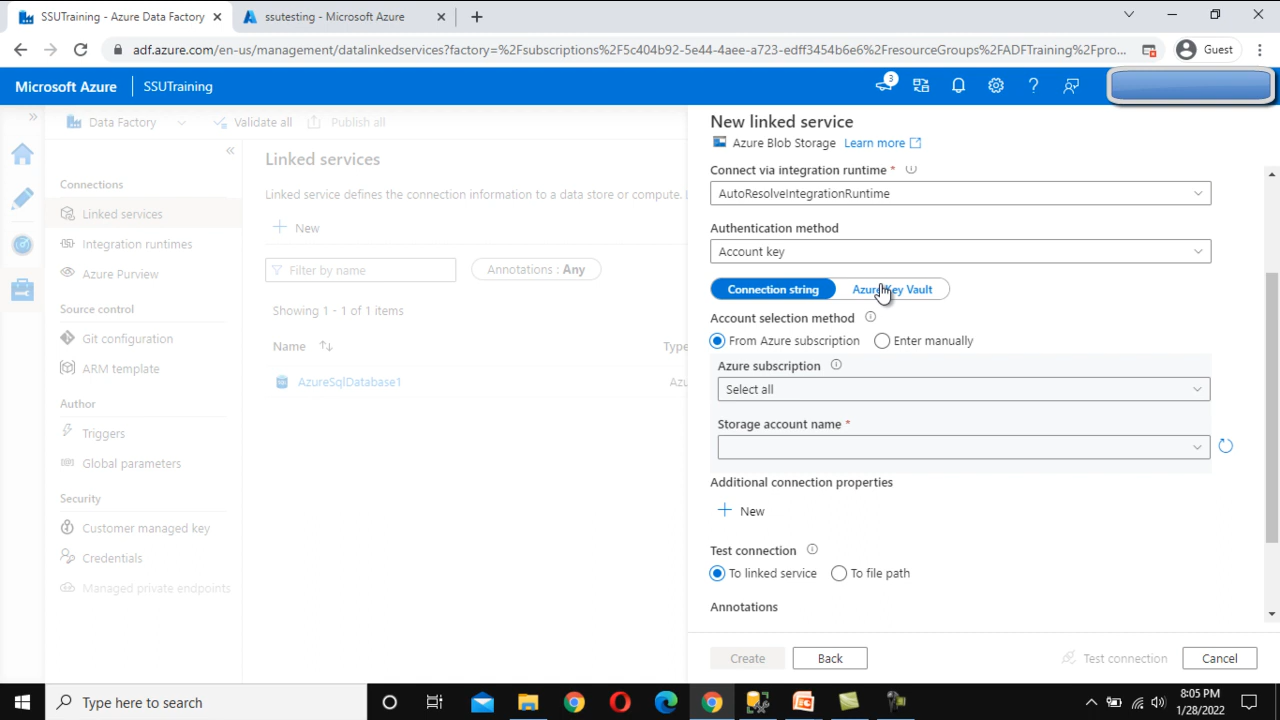 SSUTraining - Azure Data Factory
ssutesting - Microsoft Azure
adf.azure.com/en-us/management/datalinkedservices?factory=%2Fsubscriptions%2F5c404b92-5e44-4aee-a723-edff3454b6e6%2FresourceGroups%2FADFTraining%2Fpro...
Guest
Microsoft Azure
SSUTraining
3
Data Factory
Validate all
Publish all
Connections
Linked services
Integration runtimes
Azure Purview
Source control
Git configuration
ARM template
Author
Triggers
Global parameters
Security
Customer managed key
Credentials
Managed private endpoints
Linked services
Linked service defines the connection information to a data store or compute.
New
Filter by name
Annotations : Any
Showing 1 - 1 of 1 items
Name
Type
AzureSqlDatabase1
Azu
New linked service
Azure Blob Storage Learn more
Connect via integration runtime *
AutoResolveIntegrationRuntime
Authentication method
Account key
Connection string
Azure Key Vault
Account selection method
From Azure subscription
Enter manually
Azure subscription
Select all
Storage account name *
Additional connection properties
New
Test connection
To linked service
To file path
Annotations
Create
Back
Test connection
Cancel
Type here to search
8:05 PM
1/28/2022